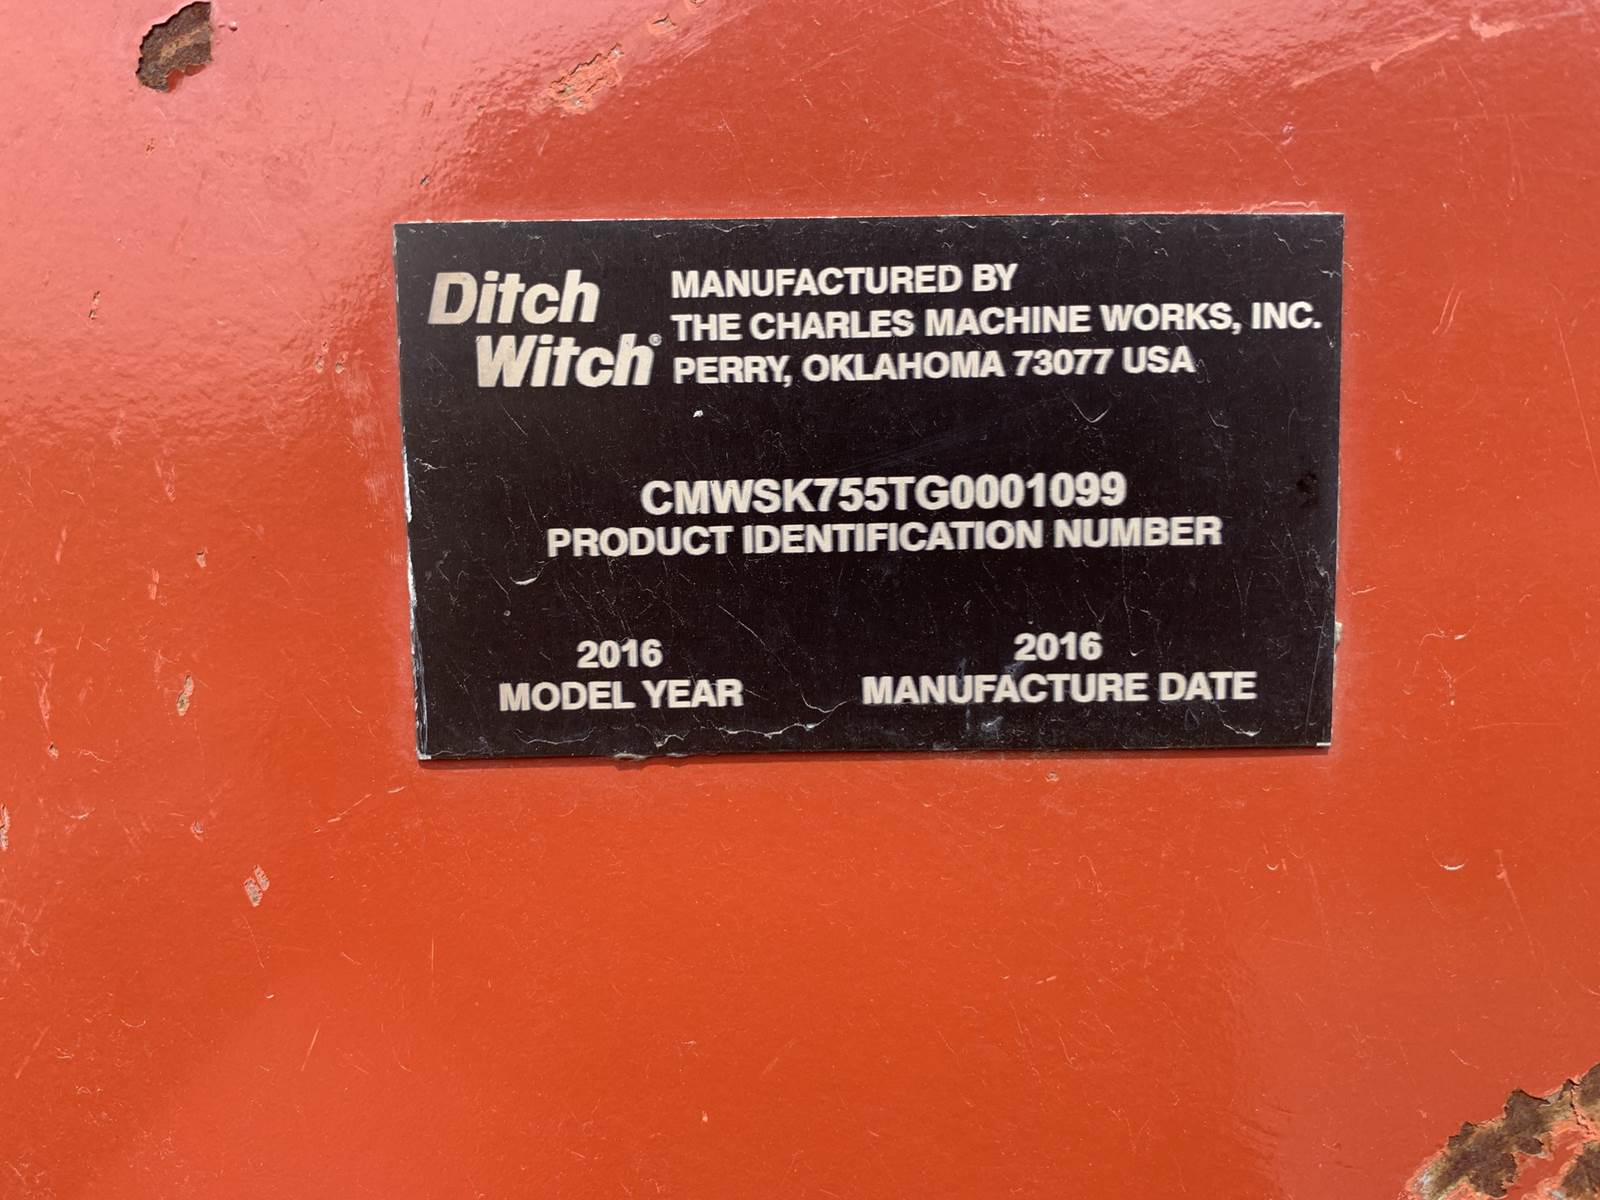 Ditch
Witch®
MANUFACTURED BY
THE CHARLES MACHINE WORKS, INC.
PERRY, OKLAHOMA 73077 USA
CMWSK755TG0001099
PRODUCT IDENTIFICATION NUMBER
2016
MODEL YEAR
2016
MANUFACTURE DATE